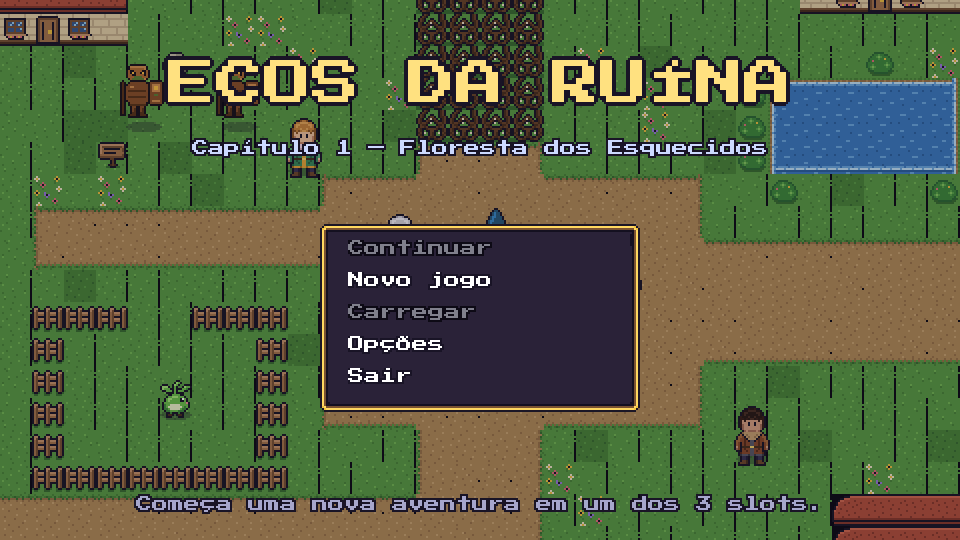 ECOS DA RUíNA
Capítulo 1 — Floresta dos Esquecidos
Continuar
Novo jogo
Carregar
Opções
Sair
Começa uma nova aventura em um dos 3 slots.